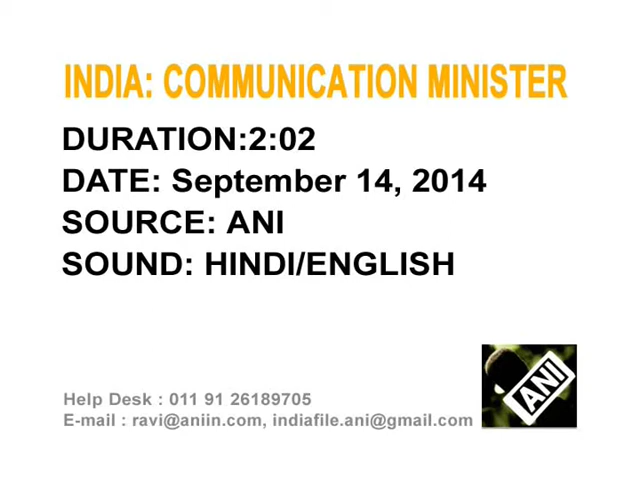 INDIA: COMMUNICATION MINISTER
DURATION:2:02
DATE: September 14, 2014
SOURCE: ANI
SOUND: HINDI/ENGLISH
Help Desk : 011 91 26189705
E-mail : ravi@aniin.com, indiafile.ani@gmail.com
ANI